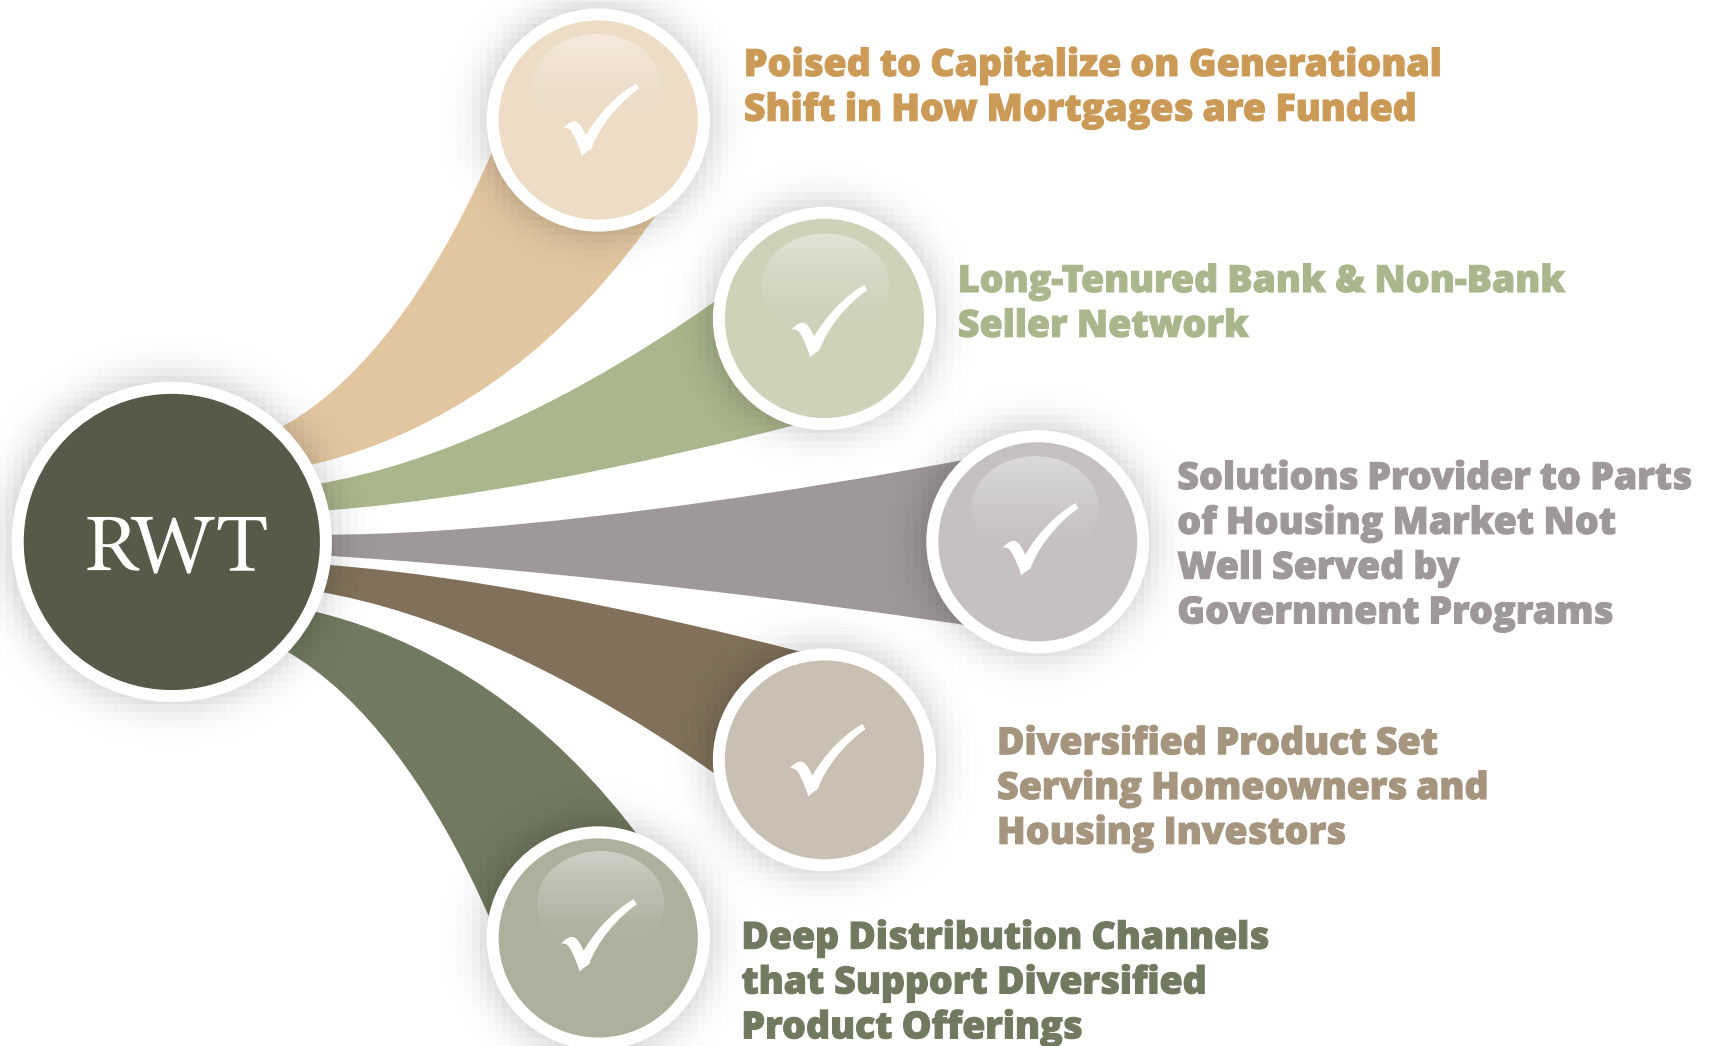 Poised to Capitalize on Generational
Shift in How Mortgages are Funded
Long-Tenured Bank & Non-Bank
Seller Network
RWT
Solutions Provider to Parts
of Housing Market Not
Well Served by
Government Programs
Diversified Product Set
Serving Homeowners and
Housing Investors
Deep Distribution Channels
that Support Diversified
Product Offerings